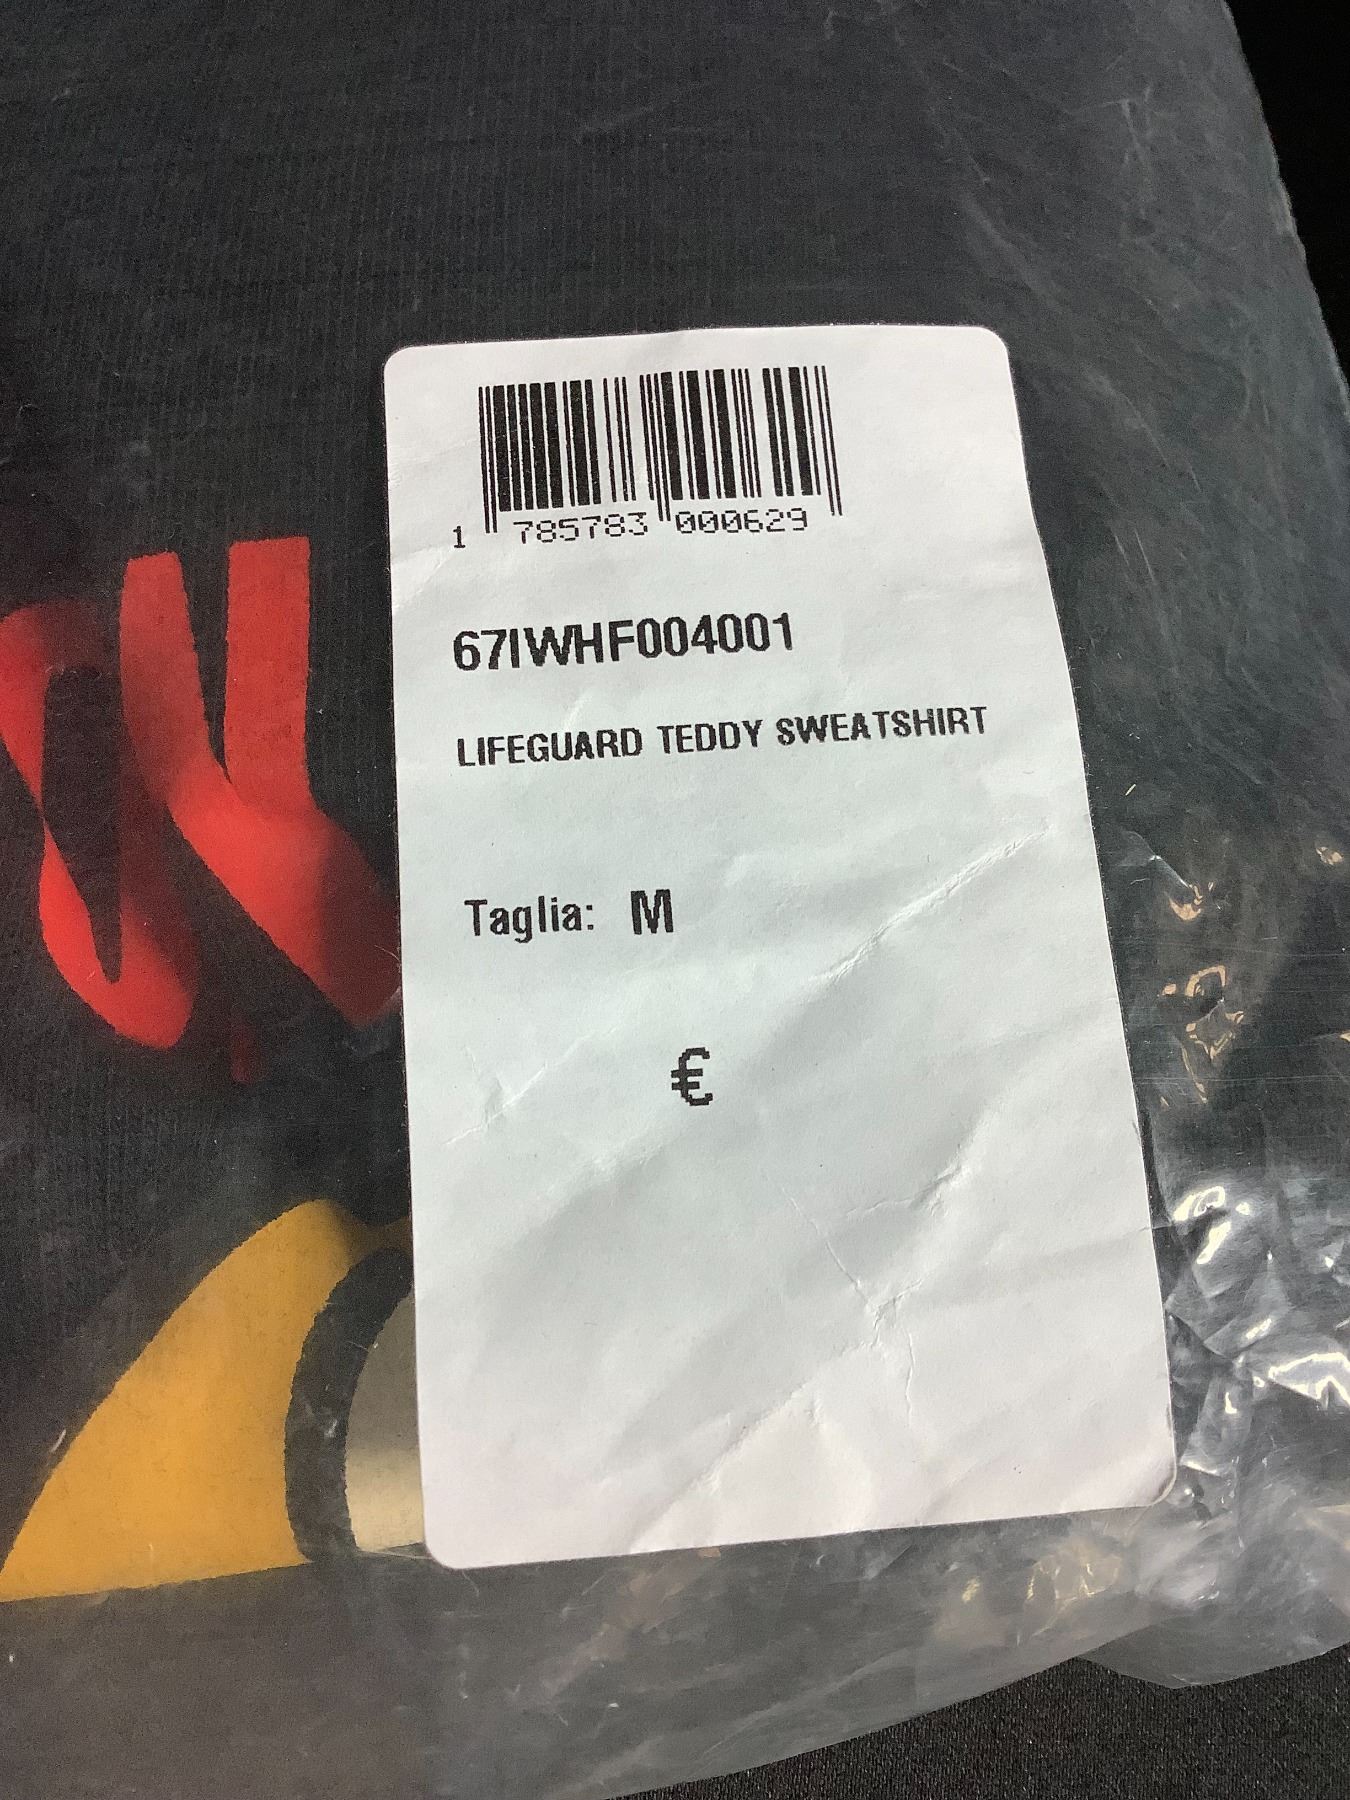 1 785783 000629
67IWHF004001
LIFEGUARD TEDDY SWEATSHIRT
Taglia: M
€